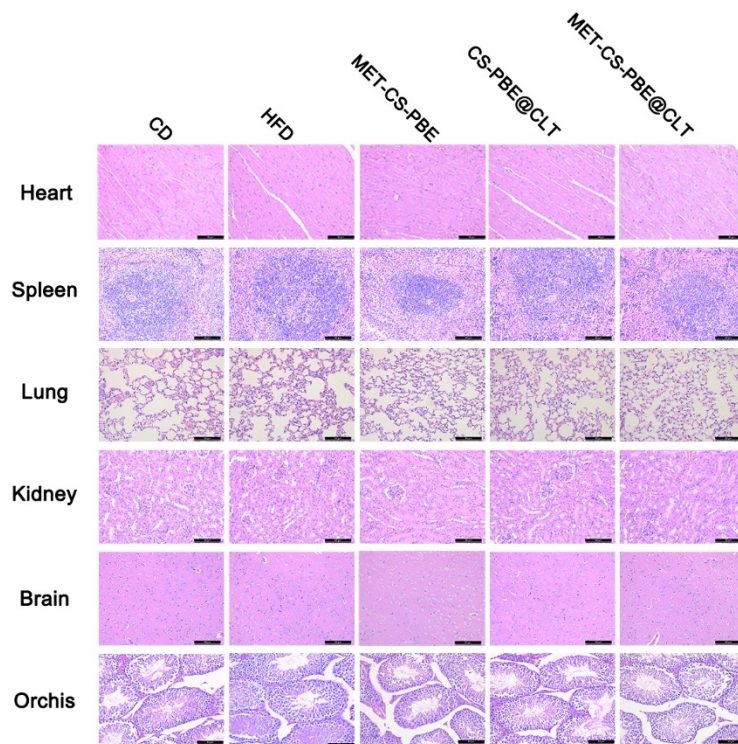 CD
HFD
MET-CS-PBE
CS-PBE@CLT
MET-CS-PBE@CLT
Heart
Spleen
Lung
Kidney
Brain
Orchis